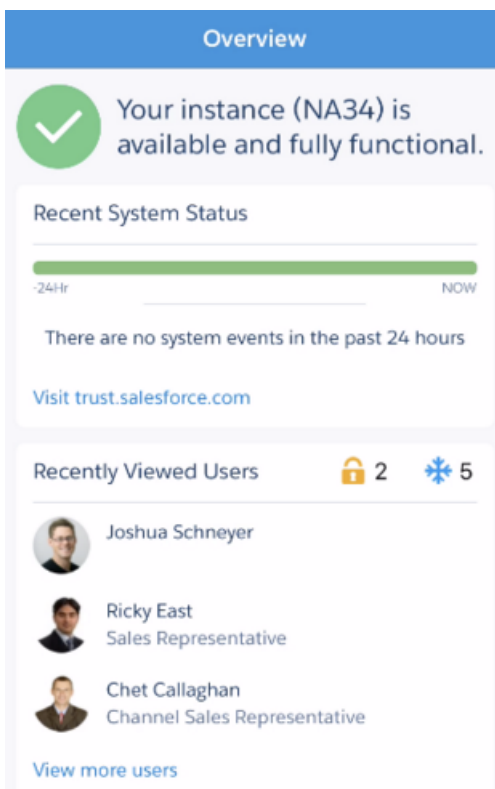 Overview
Your instance (NA34) is
available and fully functional.
Recent System Status
-24Hr NOW
There are no system events in the past 24 hours
Visit trust.salesforce.com
Recently Viewed Users 2 5
Joshua Schneyer
Ricky East
Sales Representative
Chet Callaghan
Channel Sales Representative
View more users